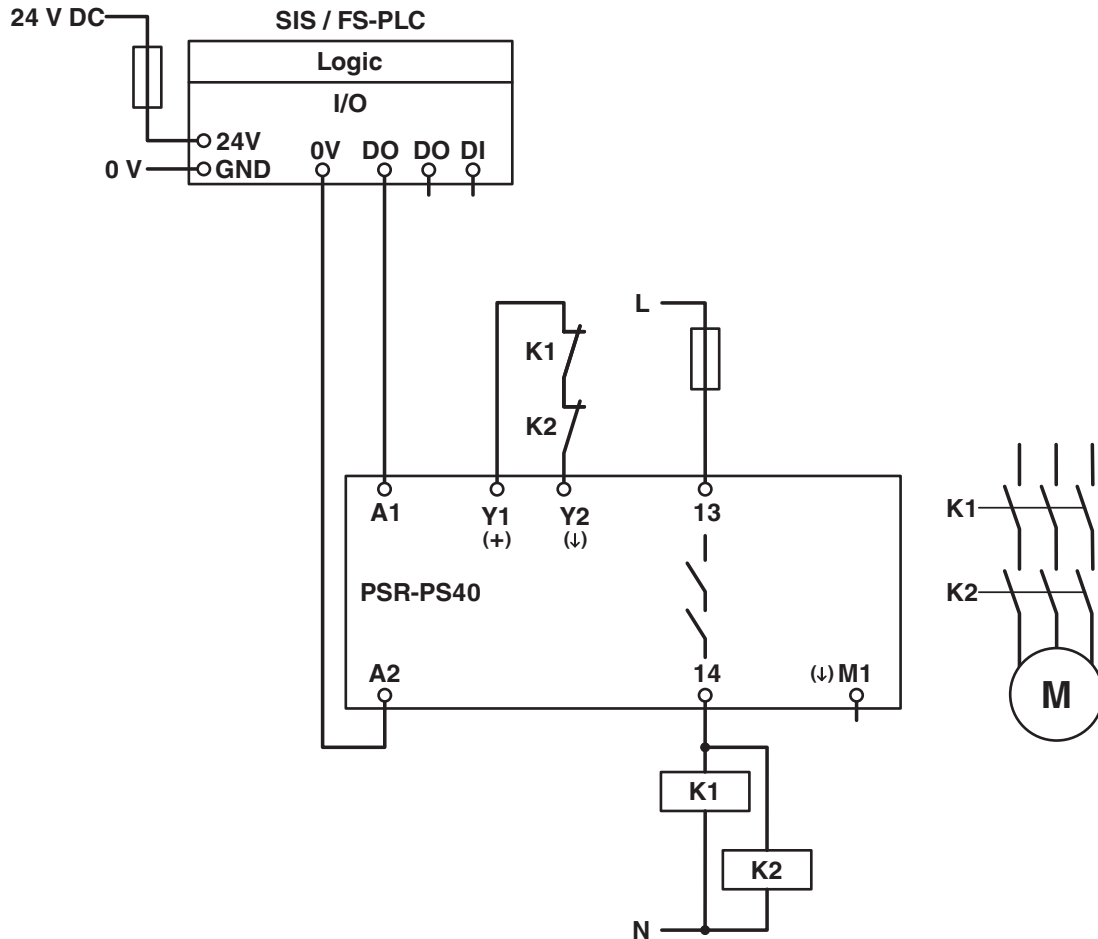 24 V DC
SIS / FS-PLC
Logic
I/O
24V
0V DO DO DI
0 V
GND
L
K1
K2
A1
Y1
(+)
Y2
(↓)
13
K1
PSR-PS40
K2
A2
14
(↓) M1
M
K1
K2
N